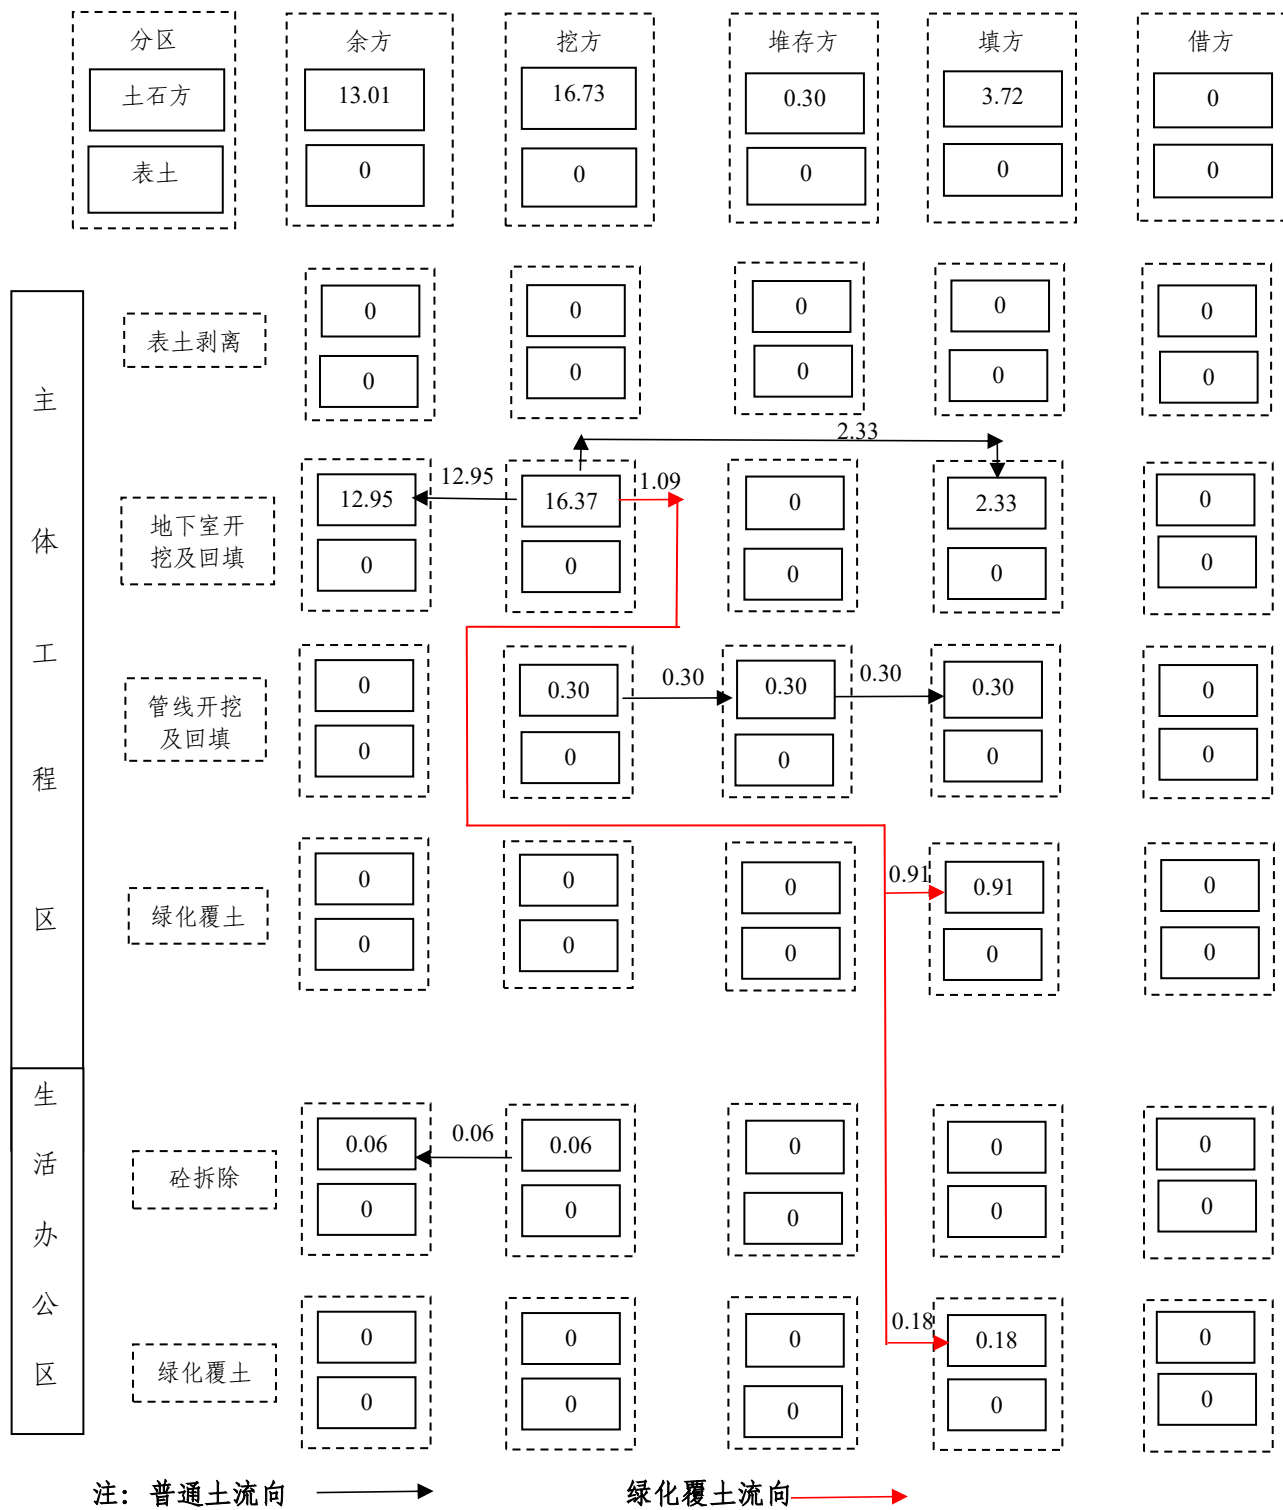 分区 余方 挖方 堆存方 填方 借方
土石方 13.01 16.73 0.30 3.72 0
表土 0 0 0 0 0
主体工程区
表土剥离
0 0 0 0 0
0 0 0 0 0
2.33
12.95 1.09
地下室开
挖及回填
12.95 16.37 0 2.33 0
0 0 0 0 0
管线开挖
及回填
0 0.30 0.30 0.30 0.30 0.30 0
0 0 0 0 0
绿化覆土
0 0 0 0.91 0.91 0
0 0 0 0 0
生活办公区
砼拆除
0.06 0.06 0.06 0 0 0
0 0 0 0 0
绿化覆土
0 0 0 0.18 0.18 0
0 0 0 0 0
注：普通土流向 绿化覆土流向